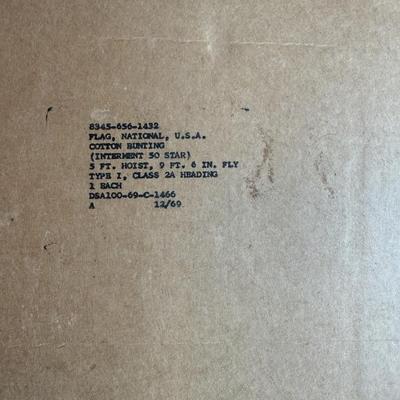 8345-656-1432
FLAG, NATIONAL, U.S.A.
COTTON BUNTING
(INTERMENT 50 STAR)
5 FT. HOIST, 9 FT. 6 IN. FLY
TYPE I, CLASS 2A HEADING
1 EACH
DSA100-69-C-1466
A 12/69